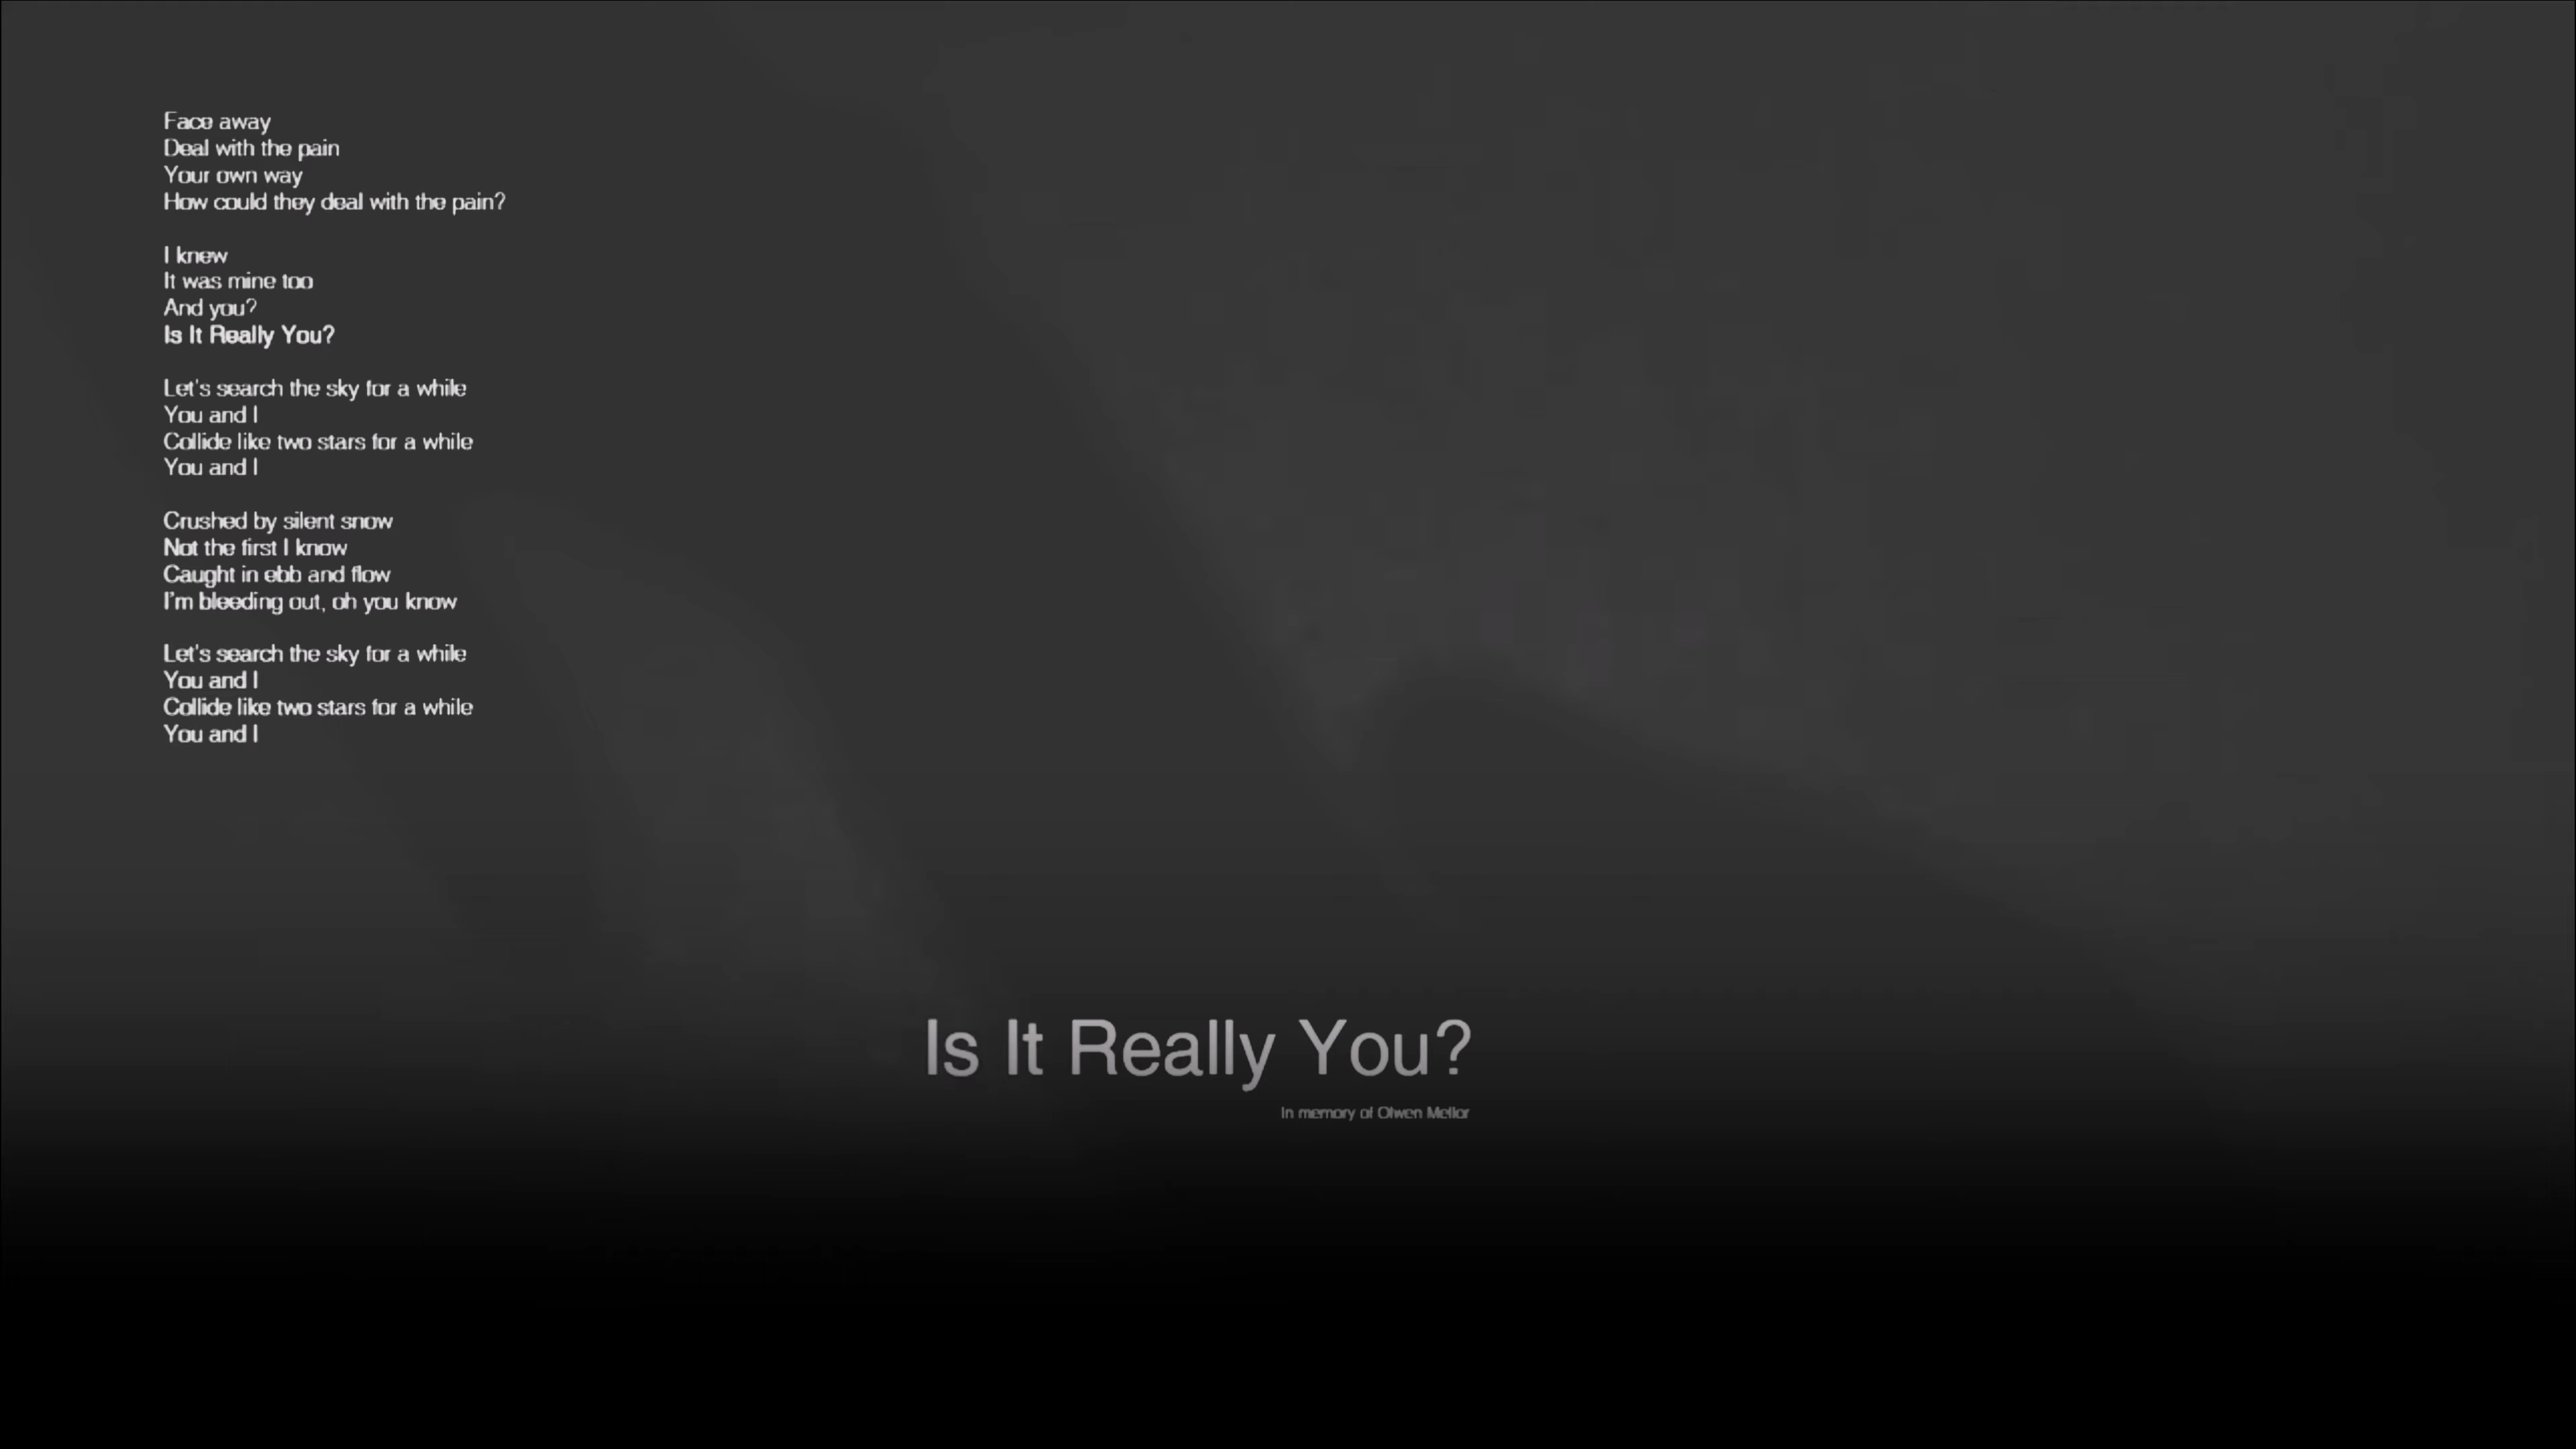 Face away
Deal with the pain
Your own way
How could they deal with the pain?
I knew
It was mine too
And you?
Is It Really You?
Let's search the sky for a while
You and I
Collide like two stars for a while
You and I
Crushed by silent snow
Not the first I know
Caught in ebb and flow
I'm bleeding out, oh you know
Let's search the sky for a while
You and I
Collide like two stars for a while
You and I
Is It Really You?
In memory of Olwen Mellor